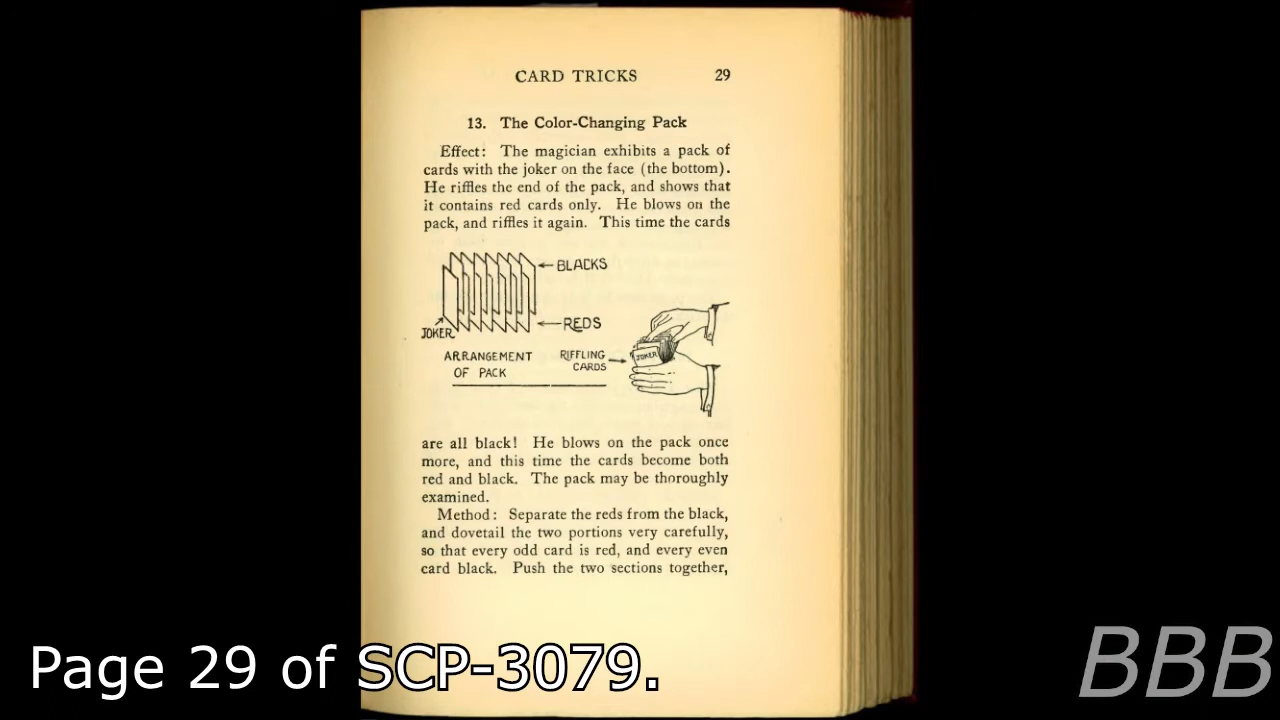 CARD TRICKS 29
13. The Color-Changing Pack
Effect: The magician exhibits a pack of
cards with the joker on the face (the bottom).
He riffles the end of the pack, and shows that
it contains red cards only. He blows on the
pack, and riffles it again. This time the cards
BLACKS
REDS
JOKER
ARRANGEMENT
OF PACK
RIFFLING
CARDS
JOKER
are all black! He blows on the pack once
more, and this time the cards become both
red and black. The pack may be thoroughly
examined.
Method: Separate the reds from the black,
and dovetail the two portions very carefully,
so that every odd card is red, and every even
card black. Push the two sections together,
Page 29 of SCP-3079.
BBB